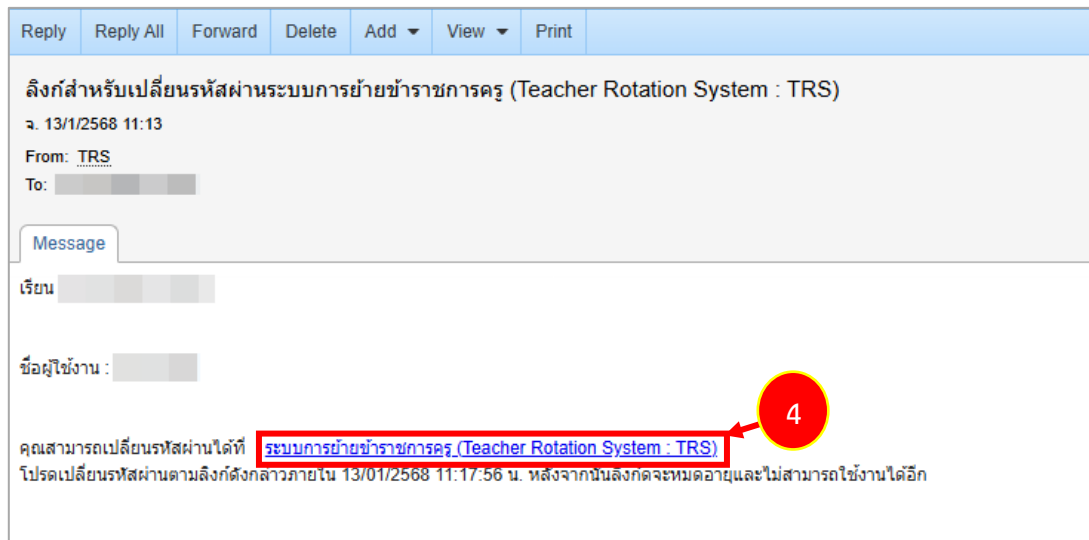 Reply Reply All Forward Delete Add View Print
ลิงก์สำหรับเปลี่ยนรหัสผ่านระบบการย้ายข้าราชการครู (Teacher Rotation System : TRS)
จ. 13/1/2568 11:13
From: TRS
To:
Message
เรียน
ชื่อผู้ใช้งาน :
4
คุณสามารถเปลี่ยนรหัสผ่านได้ที่ ระบบการย้ายข้าราชการครู (Teacher Rotation System : TRS)
โปรดเปลี่ยนรหัสผ่านตามลิงก์ดังกล่าวภายใน 13/01/2568 11:17:56 น. หลังจากนั้นลิงก์จะหมดอายุและไม่สามารถใช้งานได้อีก